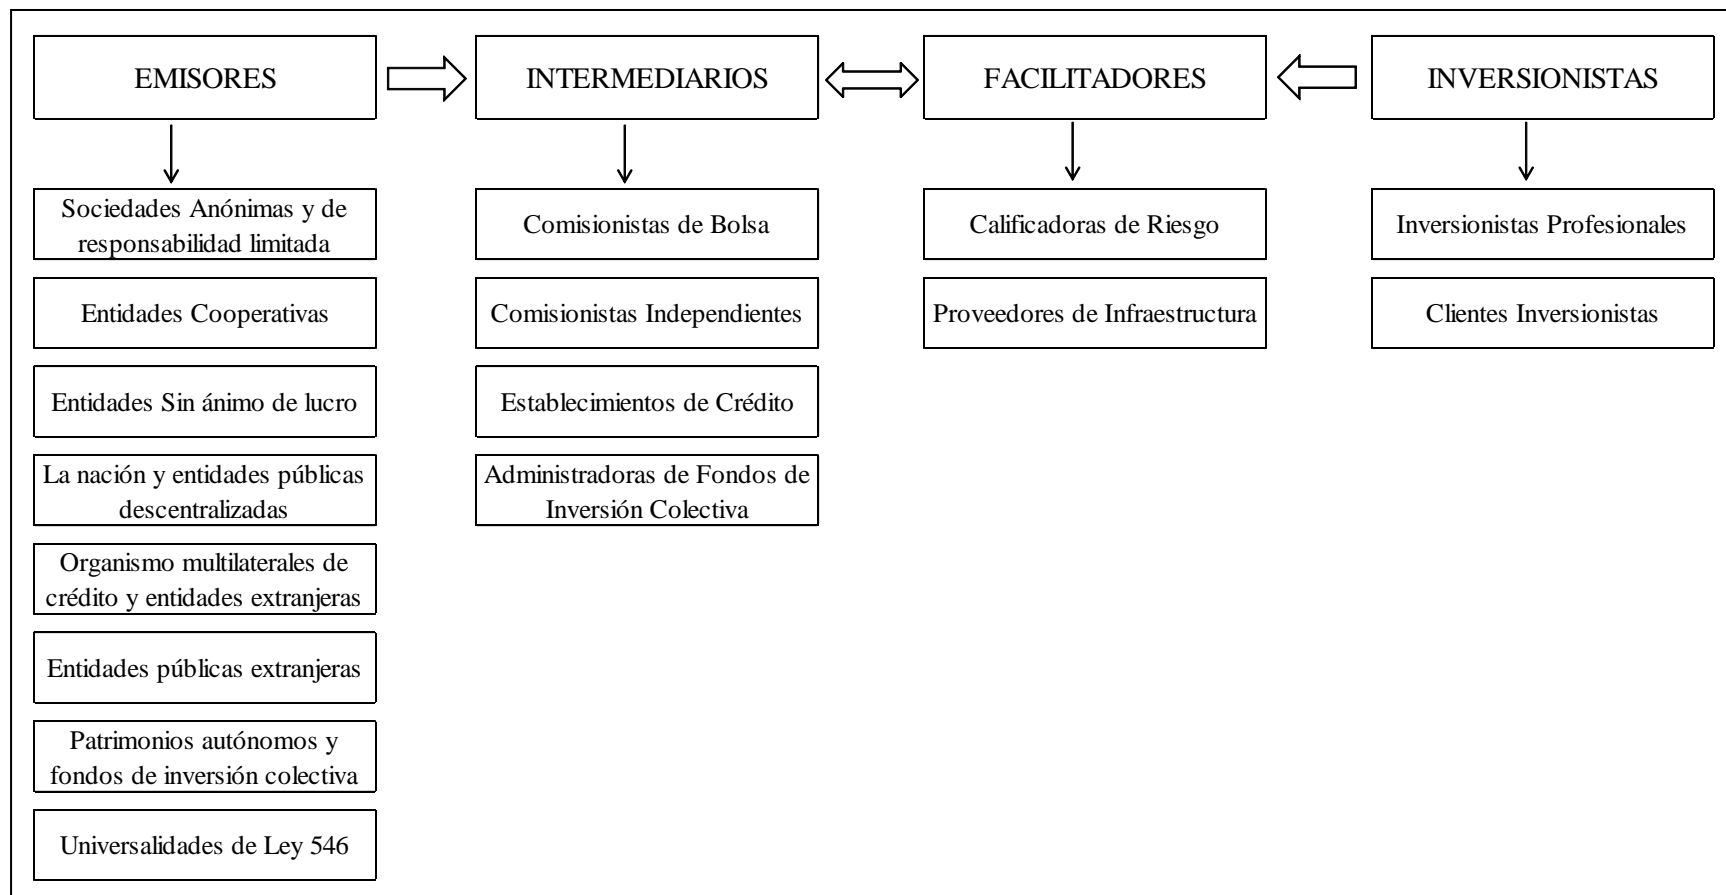 EMISORES
INTERMEDIARIOS
FACILITADORES
INVERSIONISTAS
Sociedades Anónimas y de
responsabilidad limitada
Comisionistas de Bolsa
Calificadoras de Riesgo
Inversionistas Profesionales
Entidades Cooperativas
Comisionistas Independientes
Proveedores de Infraestructura
Clientes Inversionistas
Entidades Sin ánimo de lucro
Establecimientos de Crédito
La nación y entidades públicas
descentralizadas
Administradoras de Fondos de
Inversión Colectiva
Organismo multilaterales de
crédito y entidades extranjeras
Entidades públicas extranjeras
Patrimonios autónomos y
fondos de inversión colectiva
Universalidades de Ley 546